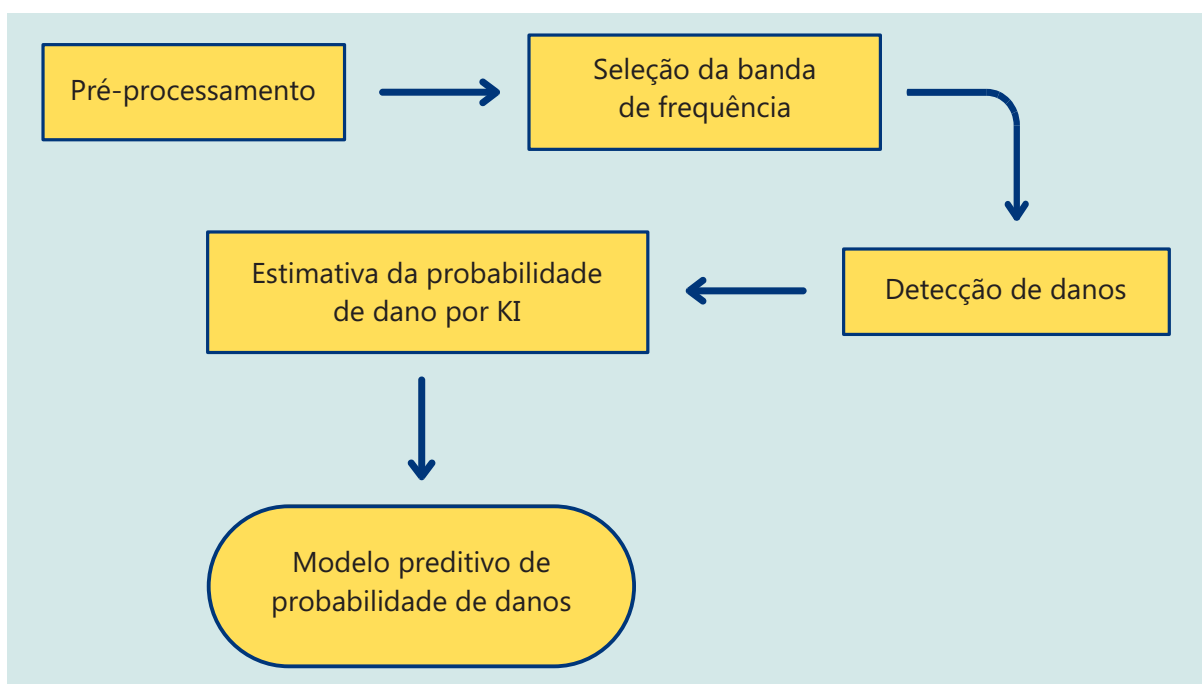 Pré-processamento
Seleção da banda
de frequência
Detecção de danos
Estimativa da probabilidade
de dano por KI
Modelo preditivo de
probabilidade de danos